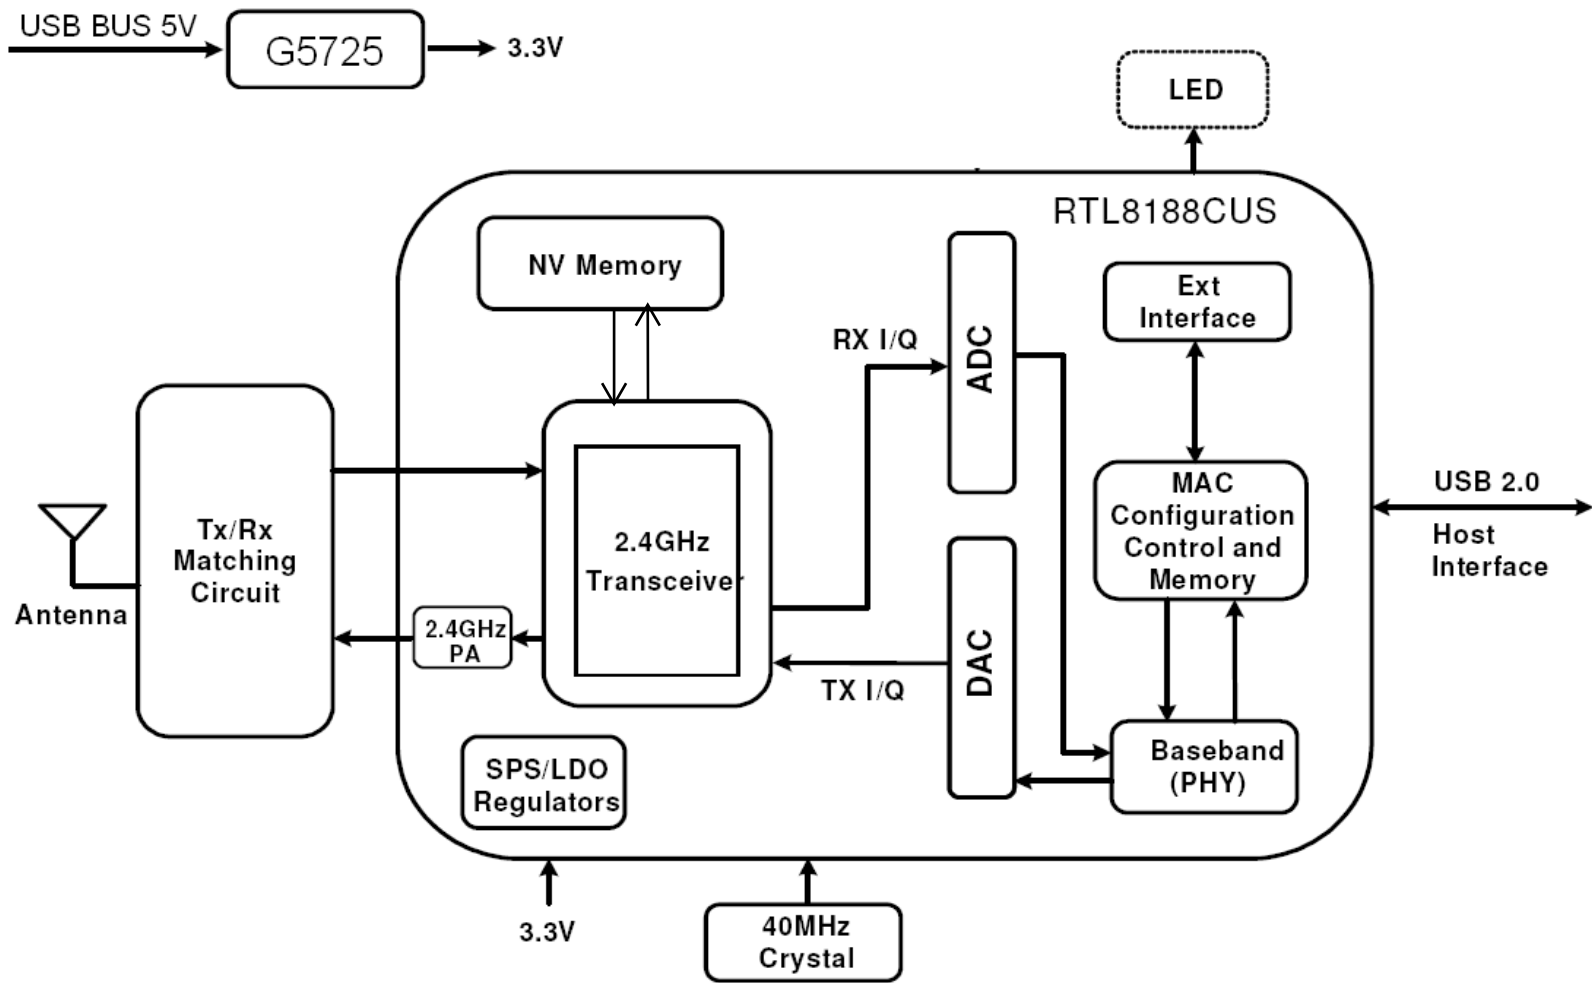 USB BUS 5V
G5725
3.3V
LED
RTL8188CUS
NV Memory
Ext
Interface
RX I/Q
ADC
MAC
Configuration
Control and
Memory
USB 2.0
Host
Interface
Tx/Rx
Matching
Circuit
Antenna
2.4GHz
Transceiver
2.4GHz
PA
TX I/Q
DAC
Baseband
(PHY)
SPS/LDO
Regulators
3.3V
40MHz
Crystal